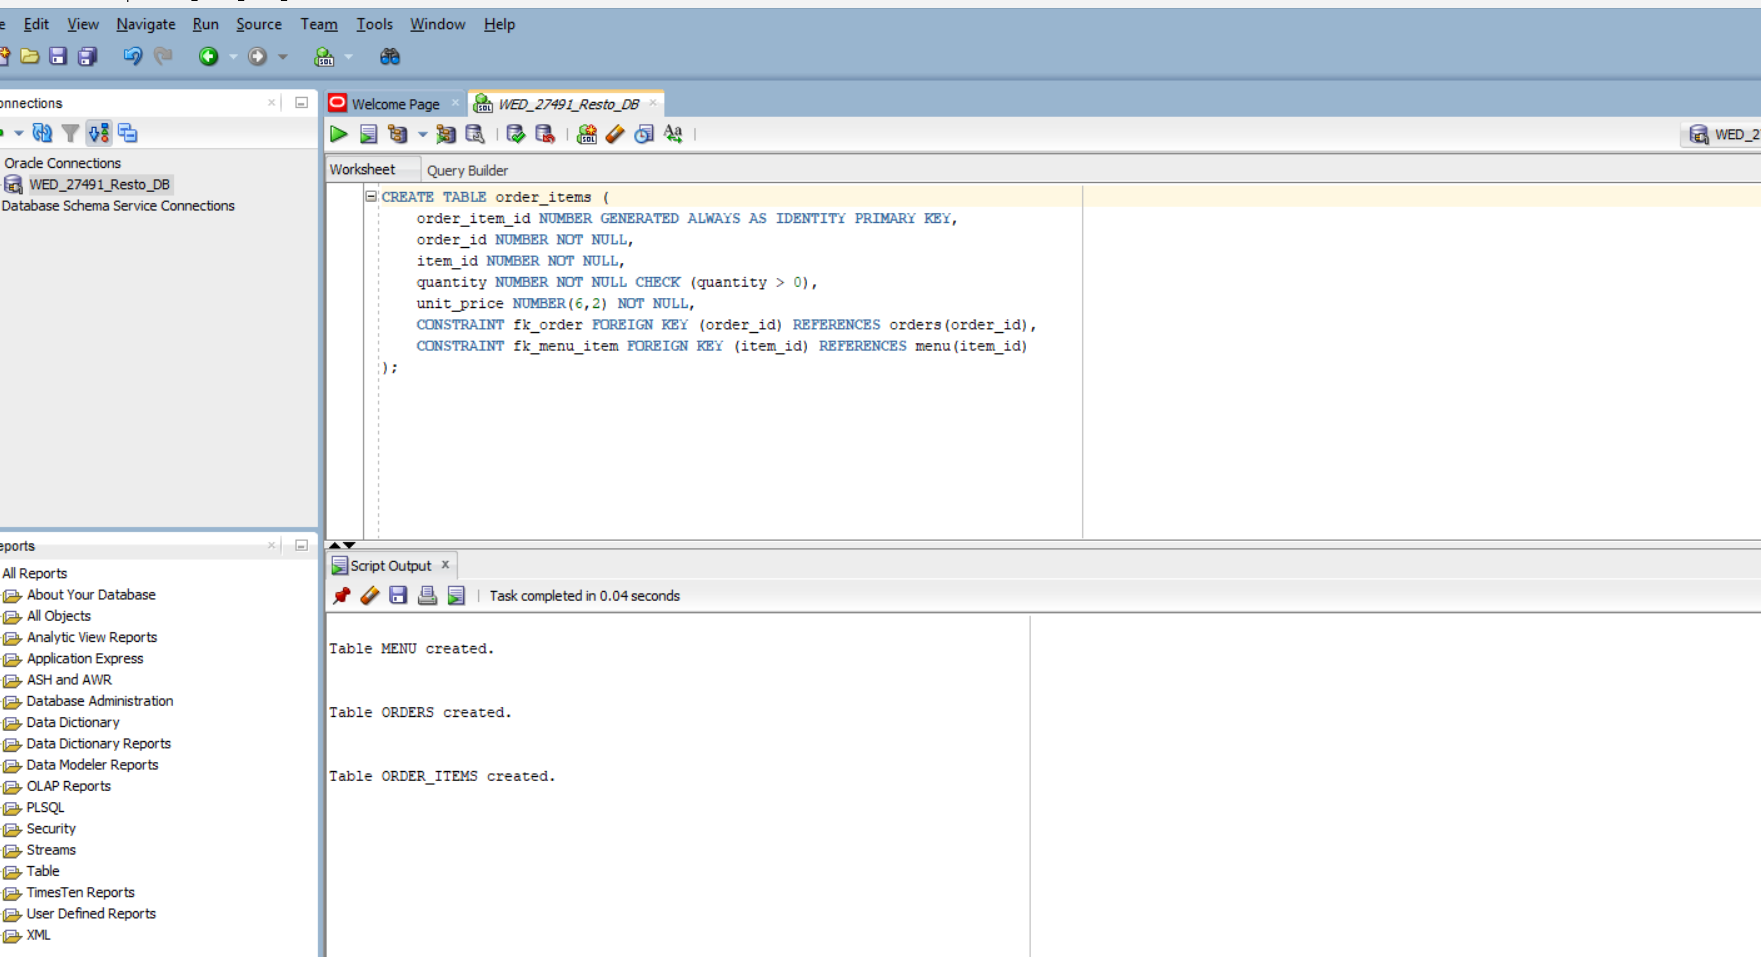 Edit View Navigate Run Source Team Tools Window Help
Welcome Page
WED_27491_Resto_DB
Oracle Connections
WED_27491_Resto_DB
Database Schema Service Connections
Worksheet
Query Builder
CREATE TABLE order_items (
order_item_id NUMBER GENERATED ALWAYS AS IDENTITY PRIMARY KEY,
order_id NUMBER NOT NULL,
item_id NUMBER NOT NULL,
quantity NUMBER NOT NULL CHECK (quantity > 0),
unit_price NUMBER(6,2) NOT NULL,
CONSTRAINT fk_order FOREIGN KEY (order_id) REFERENCES orders(order_id),
CONSTRAINT fk_menu_item FOREIGN KEY (item_id) REFERENCES menu(item_id)
);
All Reports
About Your Database
All Objects
Analytic View Reports
Application Express
ASH and AWR
Database Administration
Data Dictionary
Data Dictionary Reports
Data Modeler Reports
OLAP Reports
PLSQL
Security
Streams
Table
TimesTen Reports
User Defined Reports
XML
Script Output
Task completed in 0.04 seconds
Table MENU created.
Table ORDERS created.
Table ORDER_ITEMS created.